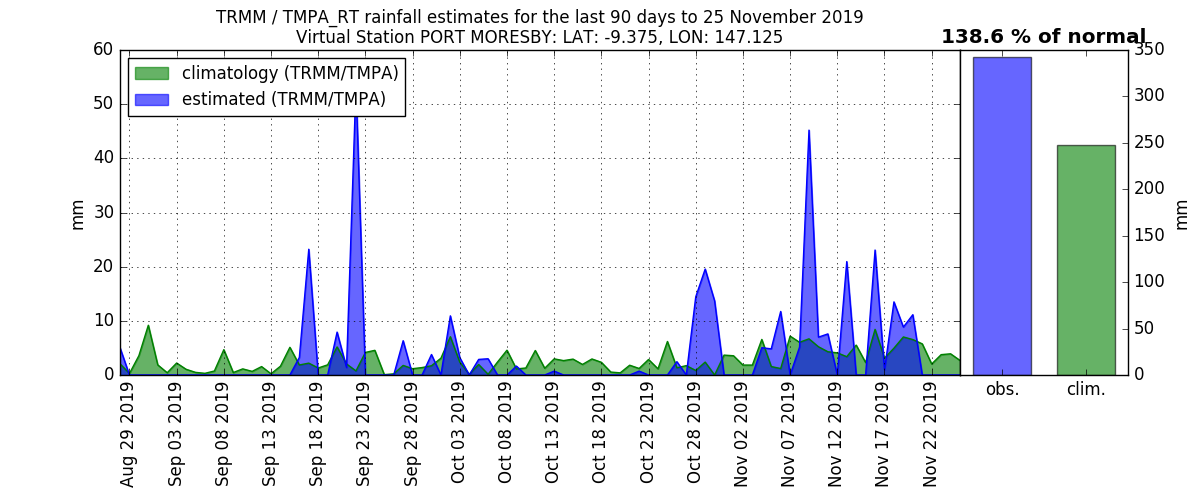 TRMM / TMPA_RT rainfall estimates for the last 90 days to 25 November 2019
Virtual Station PORT MORESBY: LAT: -9.375, LON: 147.125
138.6 % of normal
climatology (TRMM/TMPA)
estimated (TRMM/TMPA)
60
50
40
30
20
10
0
mm
Aug 29 2019
Sep 03 2019
Sep 08 2019
Sep 13 2019
Sep 18 2019
Sep 23 2019
Sep 28 2019
Oct 03 2019
Oct 08 2019
Oct 13 2019
Oct 18 2019
Oct 23 2019
Oct 28 2019
Nov 02 2019
Nov 07 2019
Nov 12 2019
Nov 17 2019
Nov 22 2019
obs.
clim.
350
300
250
200
150
100
50
0
mm